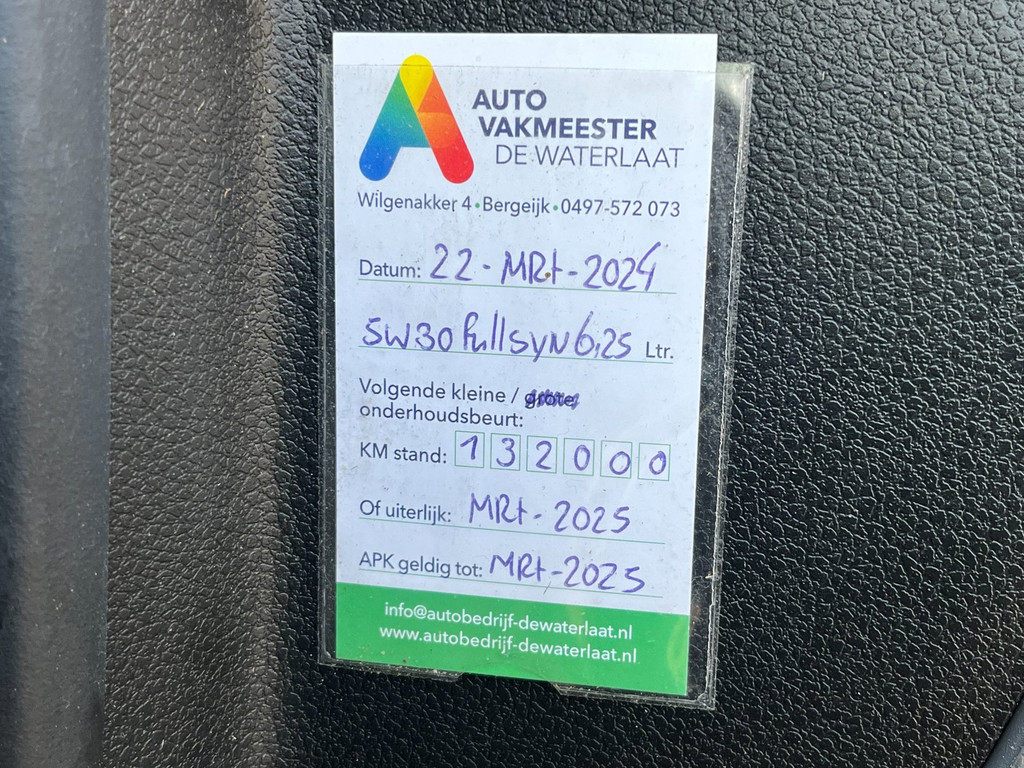 AUTO
VAKMEESTER
DE WATERLAAT
Wilgenakker 4 • Bergeijk • 0497-572 073
Datum: 22 - MRt - 2024
5W30 fullsyn 6,25 Ltr.
Volgende kleine / grote
onderhoudsbeurt:
KM stand: 132000
Of uiterlijk: MRt - 2025
APK geldig tot: MRt - 2025
info@autobedrijf-dewaterlaat.nl
www.autobedrijf-dewaterlaat.nl